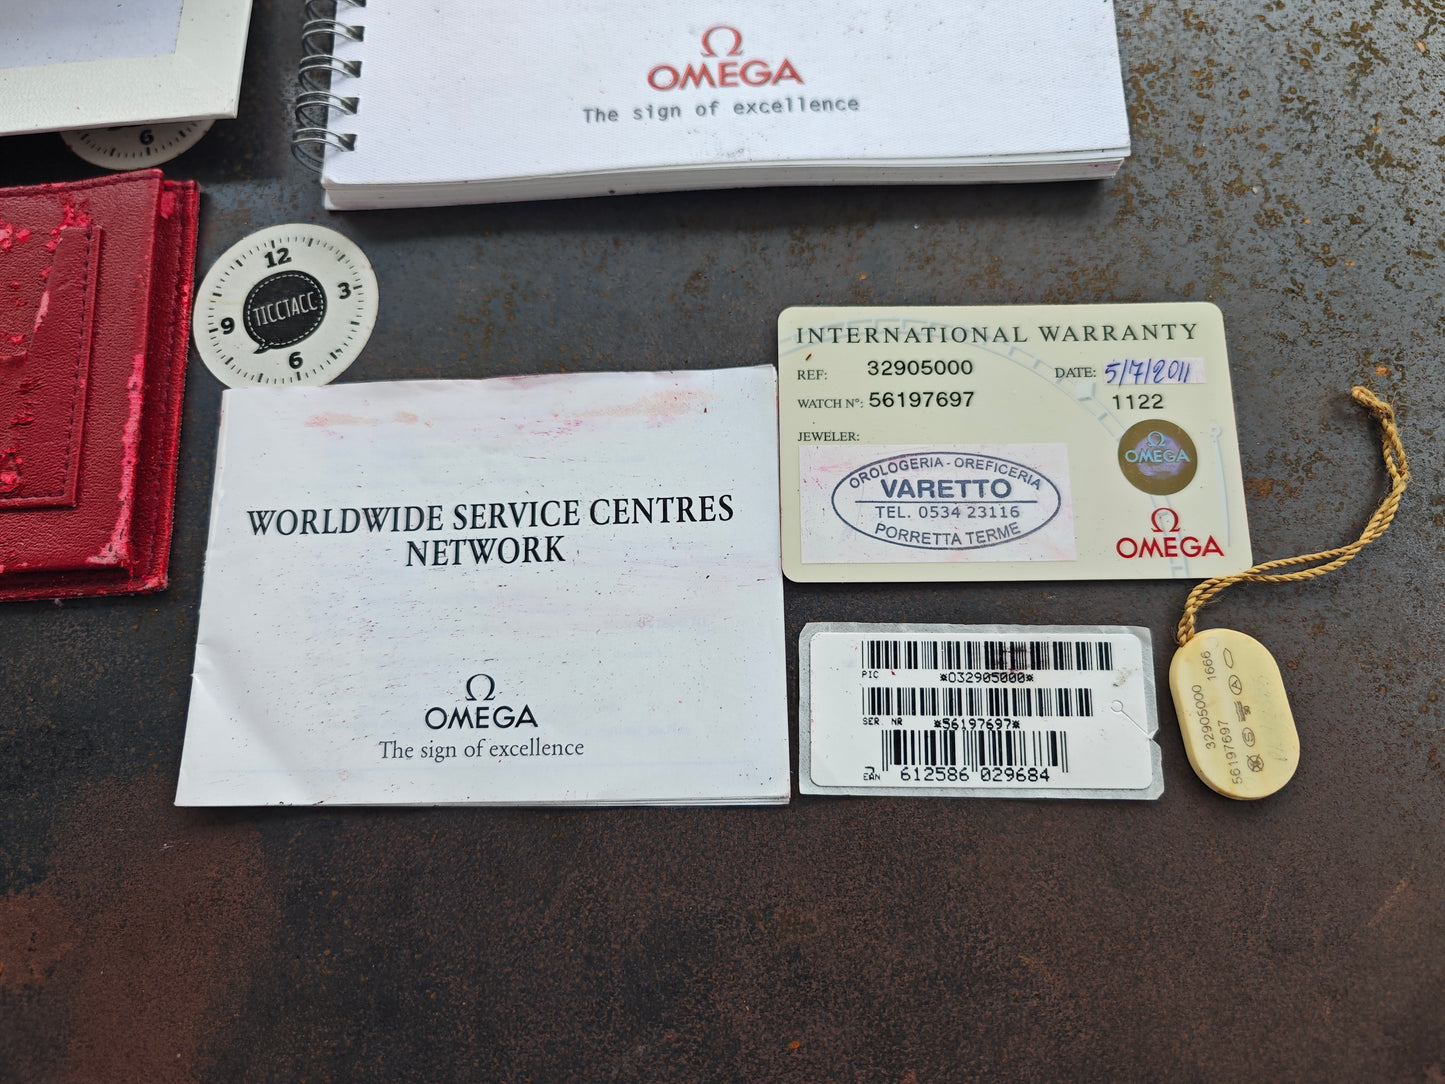 Ω
OMEGA
The sign of excellence
6
12
3
9
6
TICCTACC
WORLDWIDE SERVICE CENTRES
NETWORK
Ω
OMEGA
The sign of excellence
INTERNATIONAL WARRANTY
REF: 32905000
DATE: 5/7/2011
WATCH N°: 56197697
1122
JEWELER:
OROLOGERIA - OREFICERIA
VARETTO
TEL. 0534 23116
PORRETTA TERME
Ω
OMEGA
Ω
OMEGA
PIC *032905000*
SER. NR *56197697*
EAN 7 612586 029684
32905000 1666
56197697